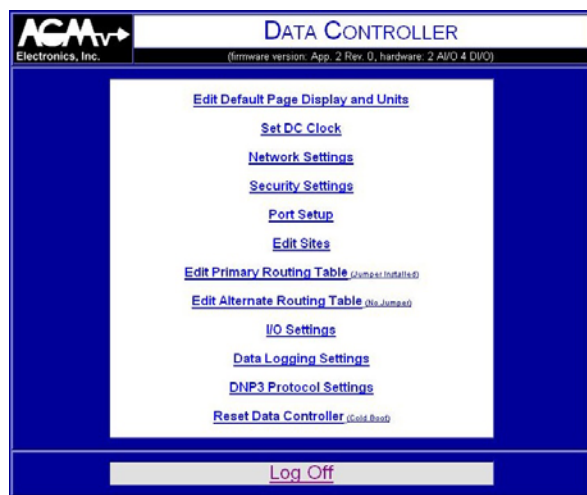 ACM
Electronics, Inc.
DATA CONTROLLER
(firmware version: App. 2 Rev. 0, hardware: 2 AI/O 4 DI/O)
Edit Default Page Display and Units
Set DC Clock
Network Settings
Security Settings
Port Setup
Edit Sites
Edit Primary Routing Table (Jumper Installed)
Edit Alternate Routing Table (No Jumper)
I/O Settings
Data Logging Settings
DNP3 Protocol Settings
Reset Data Controller (Cold Boot)
Log Off